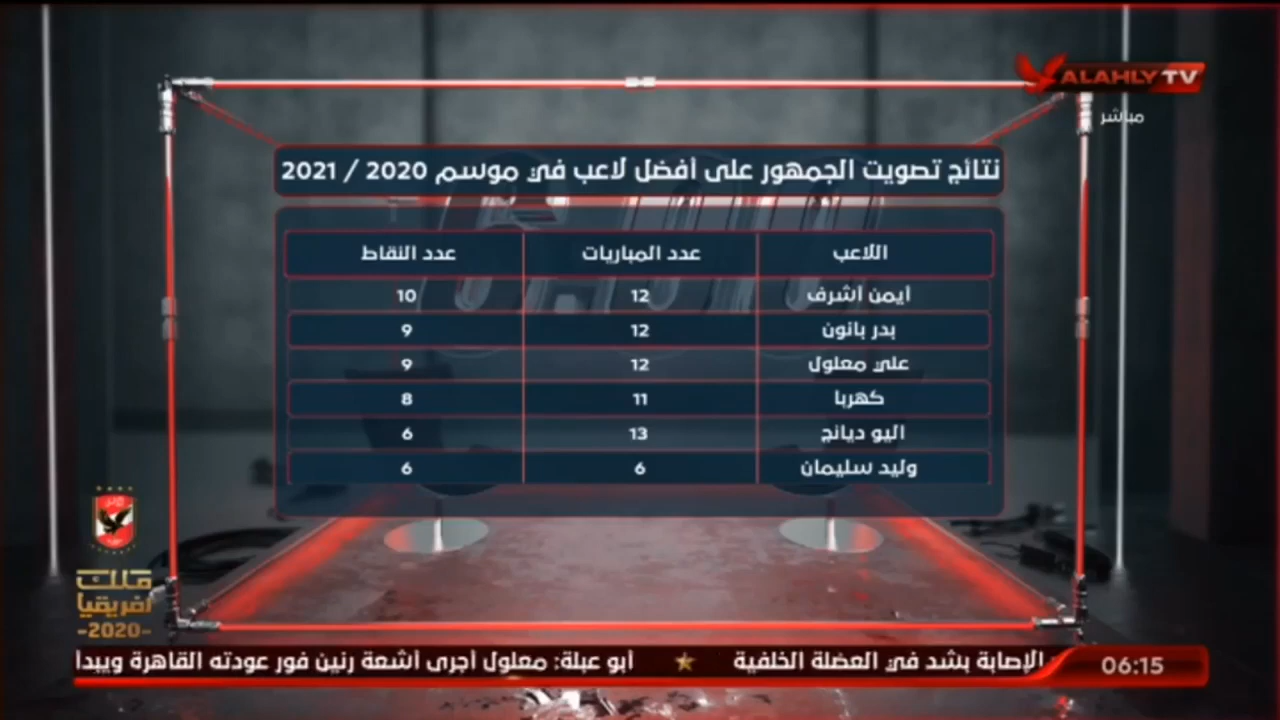 ALAHLY TV
مباشر
نتائج تصويت الجمهور على أفضل لاعب في موسم 2020 / 2021
اللاعب عدد المباريات عدد النقاط
أيمن أشرف 12 10
بدر بانون 12 9
علي معلول 12 9
كهربا 11 8
اليو ديانج 13 6
وليد سليمان 6 6
ملك
أفريقيا
-2020-
الإصابة بشد في العضلة الخلفية ★ أبو عبلة: معلول أجرى أشعة رنين فور عودته القاهرة ويبدأ
06:15